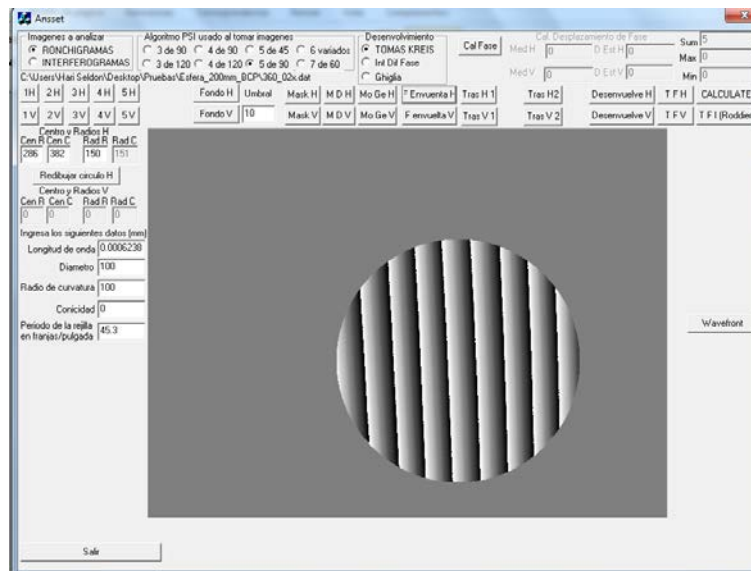 Ansset
Imagenes a analizar
RONCHIGRAMAS
INTERFEROGRAMAS
Algoritmo PSI usado al tomar imagenes
3 de 90 4 de 90 5 de 45 6 variados
3 de 120 4 de 120 5 de 90 7 de 60
Desenvolvimiento
TOMAS KREIS
Inl Dil Fase
Ghiglia
Cal Fase
Cal. Desplazamiento de Fase
Med H 0 D Est H 0
Med V 0 D Est V 0
Sum 5
Max 0
Min 0
C:\Users\Hari Seldon\Desktop\Pruebas\Esfera_200mm_BCP\360_02x.dat
1H 2H 3H 4H 5H Fondo H Umbral Mask H M D H Mo Ge H F Envuenta H Tras H 1 Tras H2 Desenvuelve H T F H CALCULATE
1V 2V 3V 4V 5V Fondo V 10 Mask V M D V Mo Ge V F envuelta V Tras V 1 Tras V 2 Desenvuelve V T F V T F I (Roddier
Centro y Radios H
Cen R Cen C Rad R Rad C
286 382 150 151
Redibujar circulo H
Centro y Radios V
Cen R Cen C Rad R Rad C
0 0 0 0
Ingresa los siguientes datos (mm)
Longitud de onda 0.0006238
Diametro 100
Radio de curvatura 100
Conicidad 0
Periodo de la rejilla
en franjas/pulgada 45.3
Wavefront
Salir